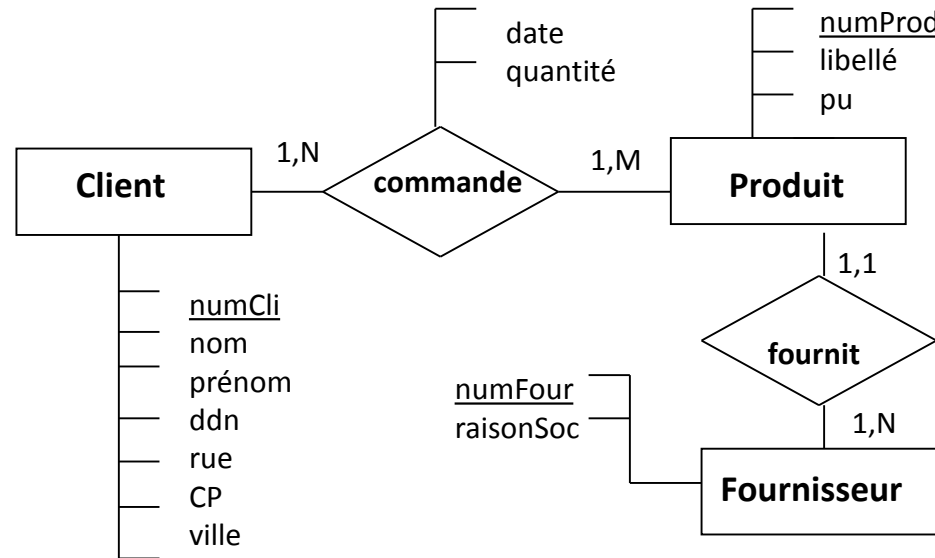 date
quantité
numProd
libellé
pu
Client
1,N
commande
1,M
Produit
1,1
fournit
1,N
numCli
nom
prénom
ddn
rue
CP
ville
numFour
raisonSoc
Fournisseur